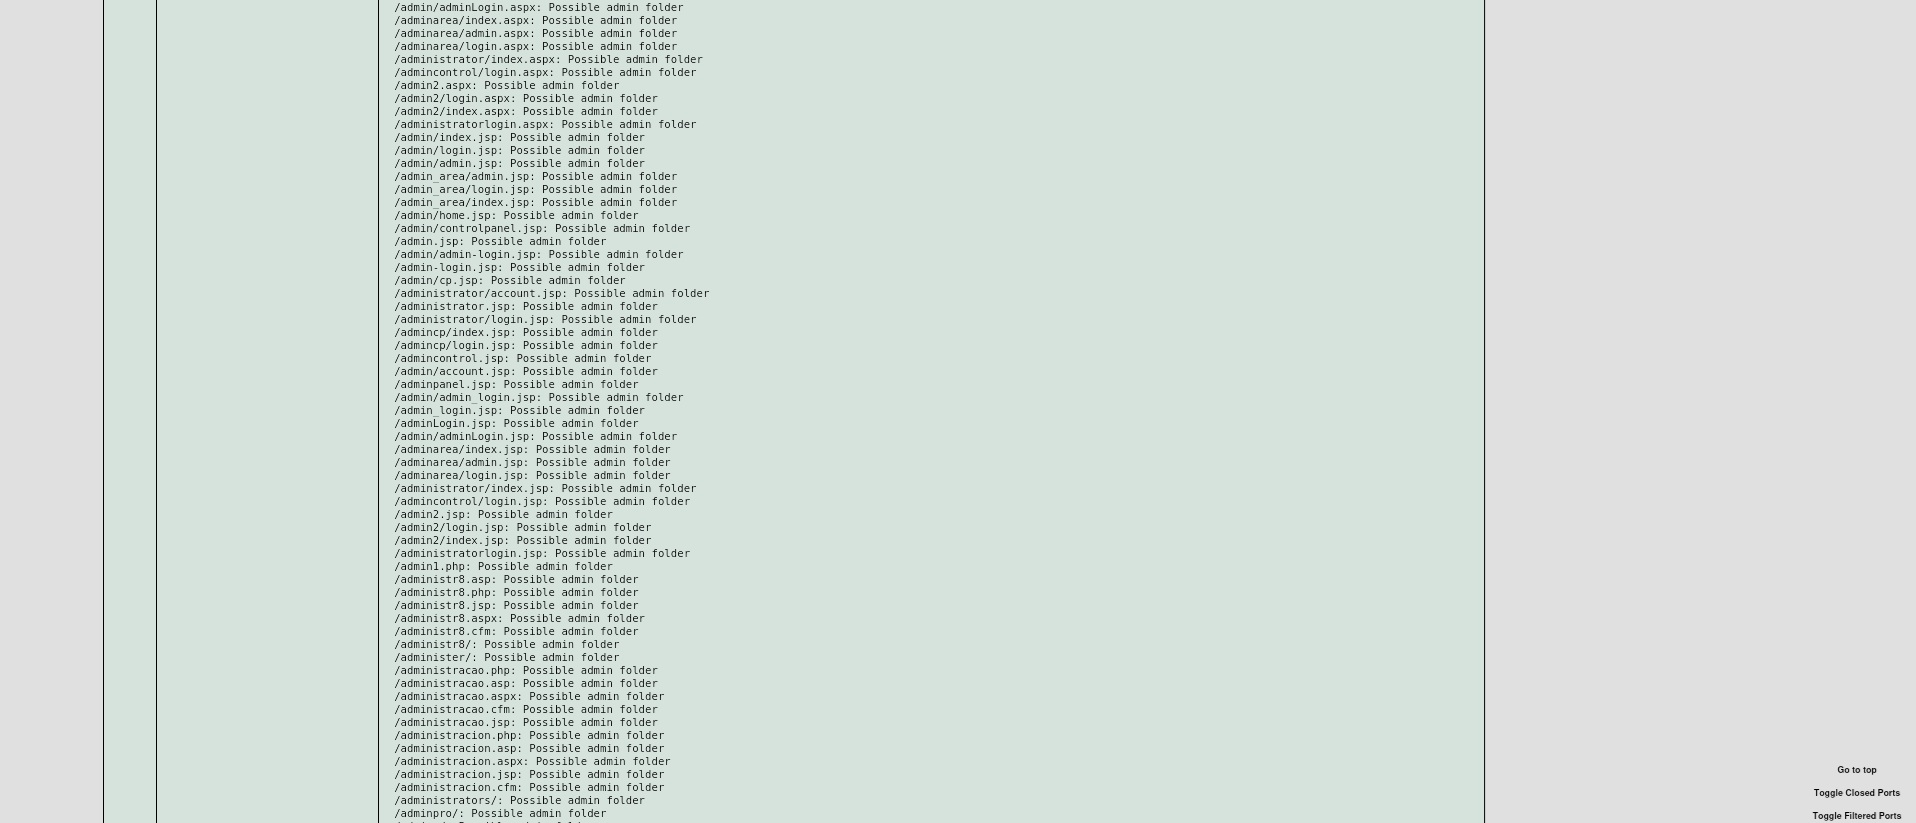 /admin/adminLogin.aspx: Possible admin folder
/adminarea/index.aspx: Possible admin folder
/adminarea/admin.aspx: Possible admin folder
/adminarea/login.aspx: Possible admin folder
/administrator/index.aspx: Possible admin folder
/admincontrol/login.aspx: Possible admin folder
/admin2.aspx: Possible admin folder
/admin2/login.aspx: Possible admin folder
/admin2/index.aspx: Possible admin folder
/administratorlogin.aspx: Possible admin folder
/admin/index.jsp: Possible admin folder
/admin/login.jsp: Possible admin folder
/admin/admin.jsp: Possible admin folder
/admin_area/admin.jsp: Possible admin folder
/admin_area/login.jsp: Possible admin folder
/admin_area/index.jsp: Possible admin folder
/admin/home.jsp: Possible admin folder
/admin/controlpanel.jsp: Possible admin folder
/admin.jsp: Possible admin folder
/admin/admin-login.jsp: Possible admin folder
/admin-login.jsp: Possible admin folder
/admin/cp.jsp: Possible admin folder
/administrator/account.jsp: Possible admin folder
/administrator.jsp: Possible admin folder
/administrator/login.jsp: Possible admin folder
/admincp/index.jsp: Possible admin folder
/admincp/login.jsp: Possible admin folder
/admincontrol.jsp: Possible admin folder
/admin/account.jsp: Possible admin folder
/adminpanel.jsp: Possible admin folder
/admin/admin_login.jsp: Possible admin folder
/admin_login.jsp: Possible admin folder
/adminLogin.jsp: Possible admin folder
/admin/adminLogin.jsp: Possible admin folder
/adminarea/index.jsp: Possible admin folder
/adminarea/admin.jsp: Possible admin folder
/adminarea/login.jsp: Possible admin folder
/administrator/index.jsp: Possible admin folder
/admincontrol/login.jsp: Possible admin folder
/admin2.jsp: Possible admin folder
/admin2/login.jsp: Possible admin folder
/admin2/index.jsp: Possible admin folder
/administratorlogin.jsp: Possible admin folder
/admin1.php: Possible admin folder
/administr8.asp: Possible admin folder
/administr8.php: Possible admin folder
/administr8.jsp: Possible admin folder
/administr8.aspx: Possible admin folder
/administr8.cfm: Possible admin folder
/administr8/: Possible admin folder
/administer/: Possible admin folder
/administracao.php: Possible admin folder
/administracao.asp: Possible admin folder
/administracao.aspx: Possible admin folder
/administracao.cfm: Possible admin folder
/administracao.jsp: Possible admin folder
/administracion.php: Possible admin folder
/administracion.asp: Possible admin folder
/administracion.aspx: Possible admin folder
/administracion.jsp: Possible admin folder
/administracion.cfm: Possible admin folder
/administrators/: Possible admin folder
/adminpro/: Possible admin folder
Go to top
Toggle Closed Ports
Toggle Filtered Ports